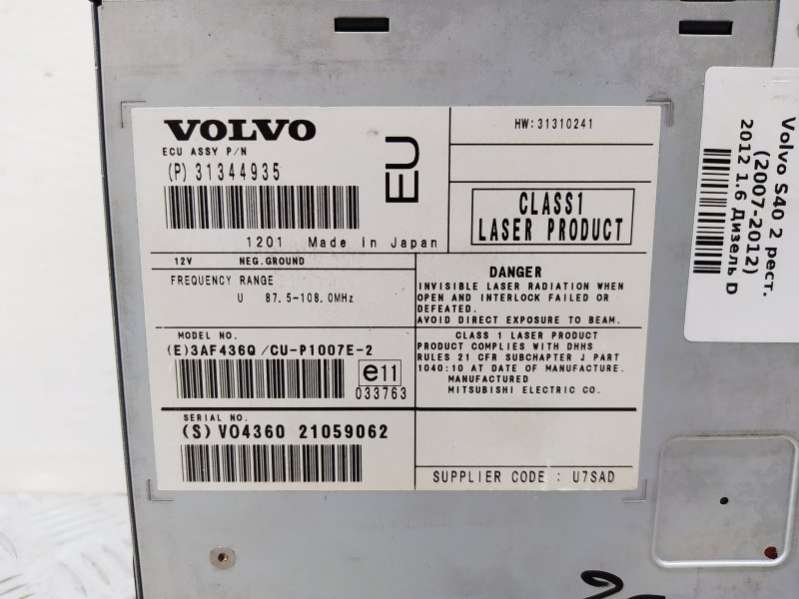 VOLVO
ECU ASSY P/N
(P) 31344935
EU
1201 Made In Japan
HW:31310241
CLASS1
LASER PRODUCT
12V NEG.GROUND
FREQUENCY RANGE
U 87.5-108.0MHz
MODEL NO.
(E)3AF436Q/CU-P1007E-2
e11
033763
SERIAL NO.
(S) VO4360 21059062
DANGER
INVISIBLE LASER RADIATION WHEN
OPEN AND INTERLOCK FAILED OR
DEFEATED.
AVOID DIRECT EXPOSURE TO BEAM.
CLASS 1 LASER PRODUCT
PRODUCT COMPLIES WITH DHHS
RULES 21 CFR SUBCHAPTER J PART
1040:10 AT DATE OF MANUFACTURE.
MANUFACTURED
MITSUBISHI ELECTRIC CO.
SUPPLIER CODE : U7SAD
Volvo S40 2 рест.
(2007-2012)
2012 1.6 Дизель D